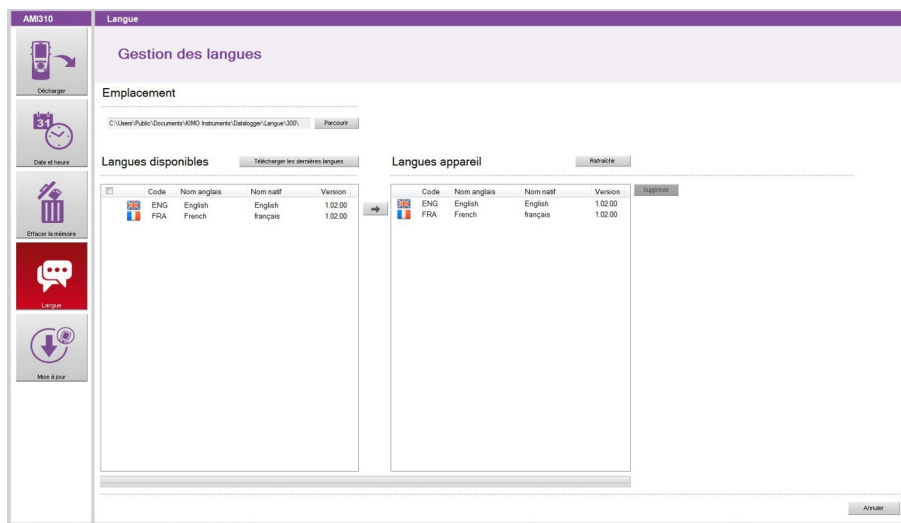 AMI310
Langue
Gestion des langues
Décharger
Emplacement
C:\Users\Public\Documents\KIMO Instruments\Datalogger\Langue\300\
Parcourir
31
Date et heure
Langues disponibles
Télécharger les dernières langues
Langues appareil
Rafraîchir
Code Nom anglais Nom natif Version
ENG English English 1.02.00
FRA French français 1.02.00
Code Nom anglais Nom natif Version
ENG English English 1.02.00
FRA French français 1.02.00
Supprimer
Effacer la mémoire
Langue
Mise à jour
Annuler